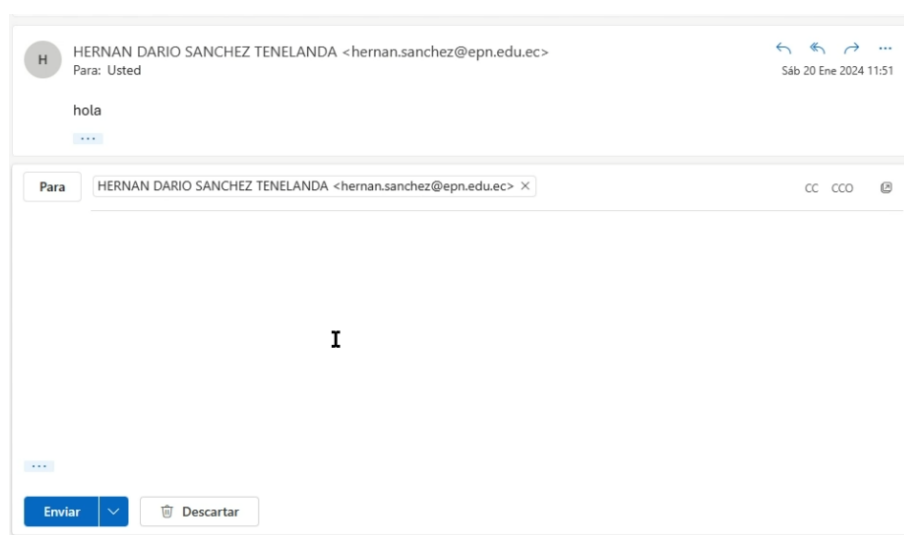 H
HERNAN DARIO SANCHEZ TENELANDA <hernan.sanchez@epn.edu.ec>
Para: Usted
Sáb 20 Ene 2024 11:51
hola
...
Para
HERNAN DARIO SANCHEZ TENELANDA <hernan.sanchez@epn.edu.ec>
CC CCO
...
Enviar
Descartar